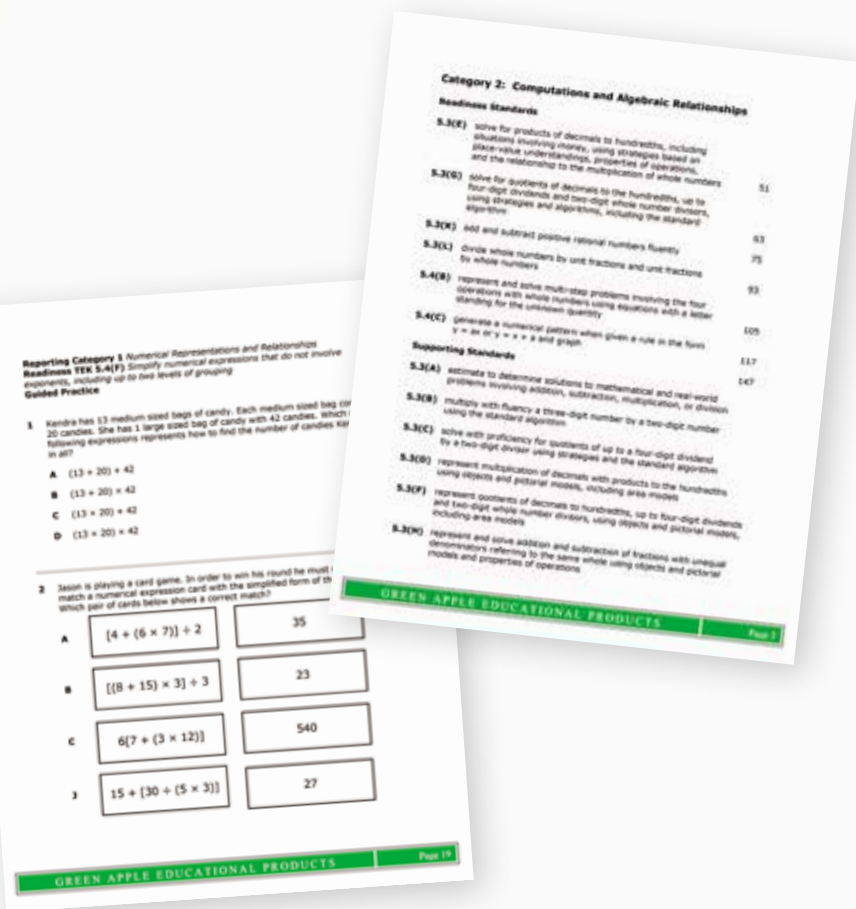 Category 2: Computations and Algebraic Relationships
Readiness Standards
5.3(E) solve for products of decimals to hundredths, including
situations involving money, using strategies based on
place-value understandings, properties of operations,
and the relationship to the multiplication of whole numbers 51
5.3(G) solve for quotients of decimals to the hundredths, up to
four-digit dividends and two-digit whole number divisors,
using strategies and algorithms, including the standard
algorithm 63
5.3(K) add and subtract positive rational numbers fluently 75
5.3(L) divide whole numbers by unit fractions and unit fractions
by whole numbers 93
5.4(B) represent and solve multi-step problems involving the four
operations with whole numbers using equations with a letter
standing for the unknown quantity 105
5.4(C) generate a numerical pattern when given a rule in the form
y = ax or y = x + a and graph 117
Supporting Standards 147
5.3(A) estimate to determine solutions to mathematical and real-world
problems involving addition, subtraction, multiplication, or division
5.3(B) multiply with fluency a three-digit number by a two-digit number
using the standard algorithm
5.3(C) solve with proficiency for quotients of up to a four-digit dividend
by a two-digit divisor using strategies and the standard algorithm
5.3(D) represent multiplication of decimals with products to the hundredths
using objects and pictorial models, including area models
5.3(F) represent quotients of decimals to hundredths, up to four-digit dividends
and two-digit whole number divisors, using objects and pictorial models,
including area models
5.3(H) represent and solve addition and subtraction of fractions with unequal
denominators referring to the same whole using objects and pictorial
models and properties of operations
GREEN APPLE EDUCATIONAL PRODUCTS
Reporting Category 1 Numerical Representations and Relationships
Readiness TEK 5.4(F) Simplify numerical expressions that do not involve
exponents, including up to two levels of grouping
Guided Practice
1 Kendra has 13 medium sized bags of candy. Each medium sized bag
20 candies. She has 1 large sized bag of candy with 42 candies. Which
following expressions represents how to find the number of candies
in all?
A (13 + 20) + 42
B (13 + 20) × 42
C (13 × 20) + 42
D (13 × 20) × 42
2 Jason is playing a card game. In order to win his round he must
match a numerical expression card with the simplified form of
Which pair of cards below shows a correct match?
A [4 + (6 × 7)] ÷ 2 35
B [(8 + 15) × 3] ÷ 3 23
C 6[7 + (3 × 12)] 540
15 + [30 ÷ (5 × 3)] 27
GREEN APPLE EDUCATIONAL PRODUCTS Page 19